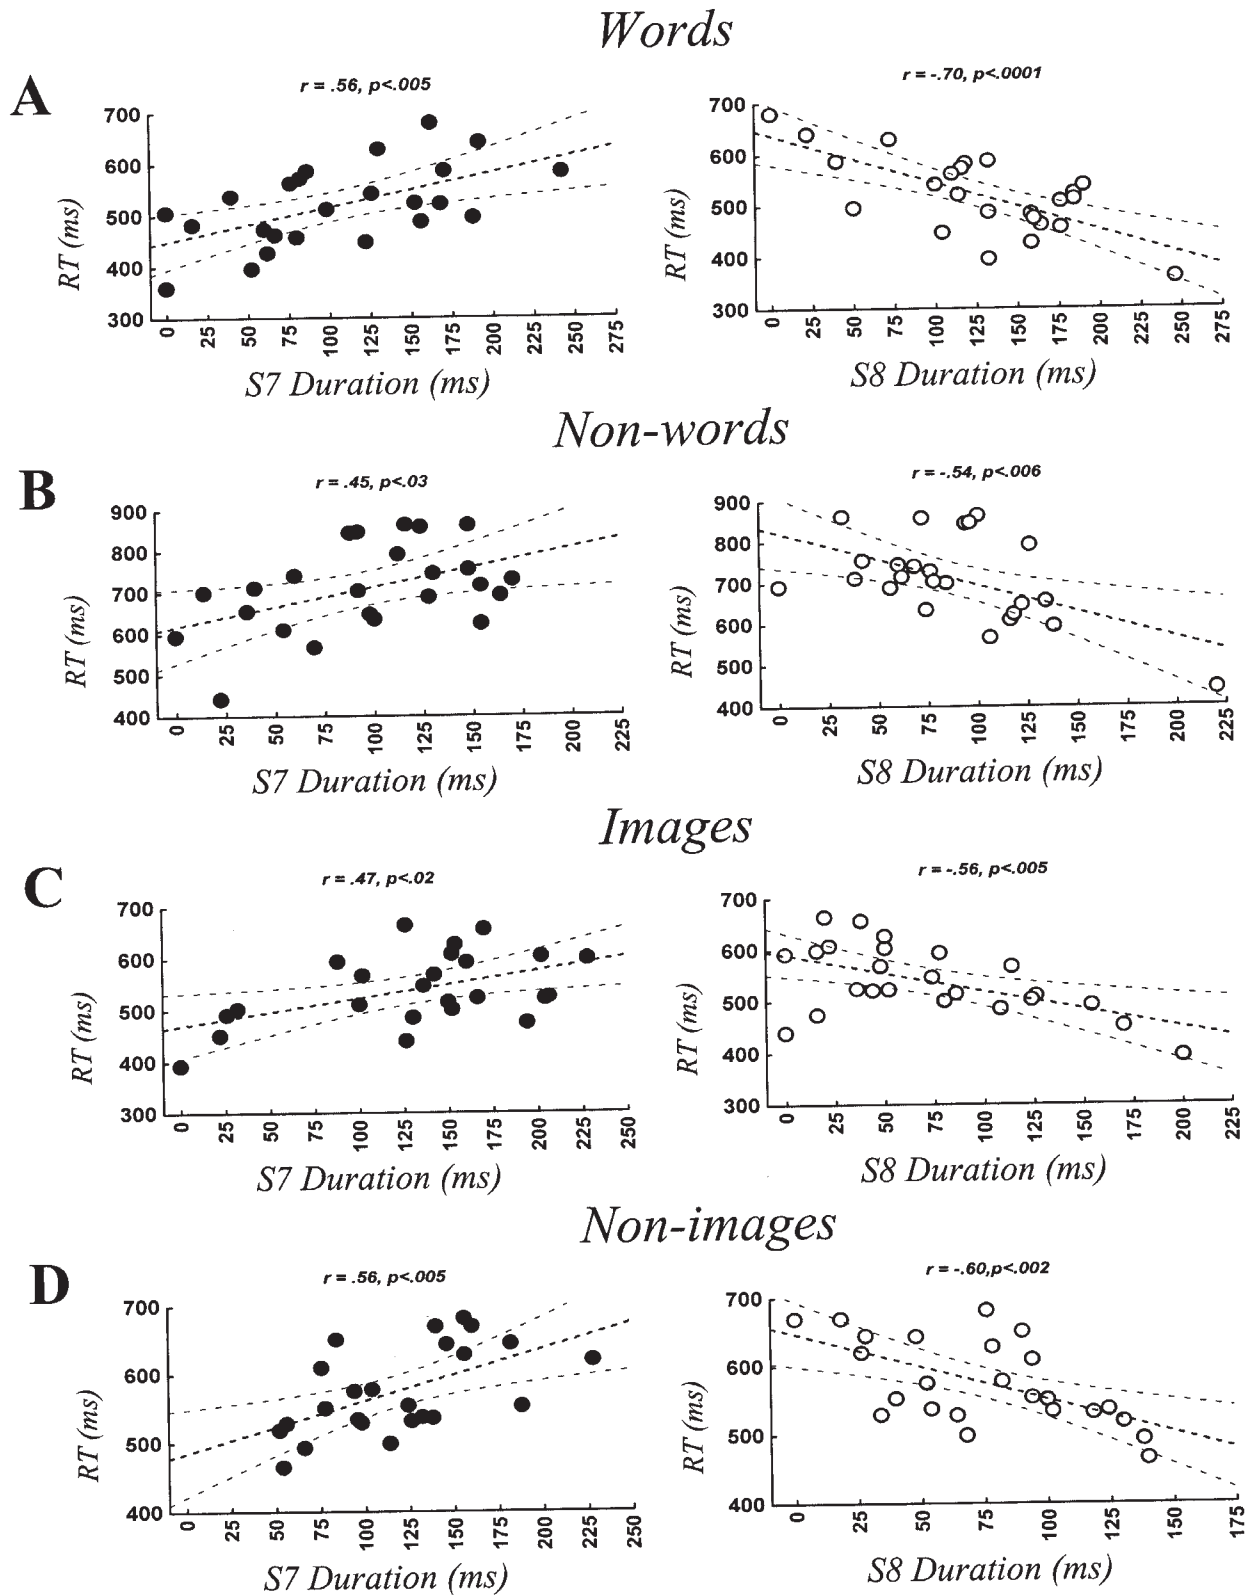 Words
A
r = .56, p<.005
r = -.70, p<.0001
700
600
500
400
300
RT (ms)
0 25 50 75 100 125 150 175 200 225 250 275
S7 Duration (ms)
700
600
500
400
300
RT (ms)
0 25 50 75 100 125 150 175 200 225 250 275
S8 Duration (ms)
Non-words
B
r = .45, p<.03
r = -.54, p<.006
900
800
700
600
500
400
RT (ms)
0 25 50 75 100 125 150 175 200 225
S7 Duration (ms)
900
800
700
600
500
400
RT (ms)
0 25 50 75 100 125 150 175 200 225
S8 Duration (ms)
Images
C
r = .47, p<.02
r = -.56, p<.005
700
600
500
400
300
RT (ms)
0 25 50 75 100 125 150 175 200 225 250
S7 Duration (ms)
700
600
500
400
300
RT (ms)
0 25 50 75 100 125 150 175 200 225
S8 Duration (ms)
Non-images
D
r = .56, p<.005
r = -.60,p<.002
700
600
500
400
RT (ms)
0 25 50 75 100 125 150 175 200 225 250
S7 Duration (ms)
700
600
500
400
RT (ms)
0 25 50 75 100 125 150 175
S8 Duration (ms)